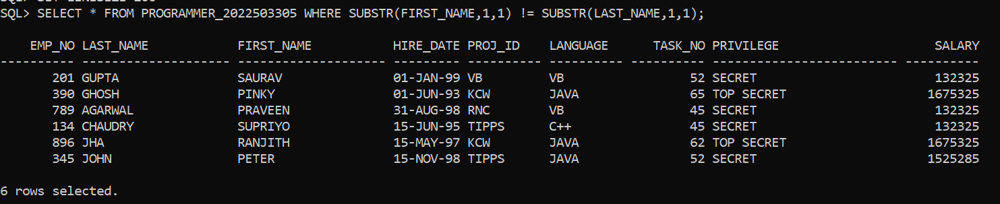 SQL> SELECT * FROM PROGRAMMER_2022503305 WHERE SUBSTR(FIRST_NAME,1,1) != SUBSTR(LAST_NAME,1,1);
EMP_NO LAST_NAME FIRST_NAME HIRE_DATE PROJ_ID LANGUAGE TASK_NO PRIVILEGE SALARY
---------- -------------------- -------------------- --------- ---------- ---------- ---------- ------------------------- ----------
201 GUPTA SAURAV 01-JAN-99 VB VB 52 SECRET 132325
390 GHOSH PINKY 01-JUN-93 KCW JAVA 65 TOP SECRET 1675325
789 AGARWAL PRAVEEN 31-AUG-98 RNC VB 45 SECRET 132325
134 CHAUDRY SUPRIYO 15-JUN-95 TIPPS C++ 45 SECRET 132325
896 JHA RANJITH 15-MAY-97 KCW JAVA 62 TOP SECRET 1675325
345 JOHN PETER 15-NOV-98 TIPPS JAVA 52 SECRET 1525285
6 rows selected.